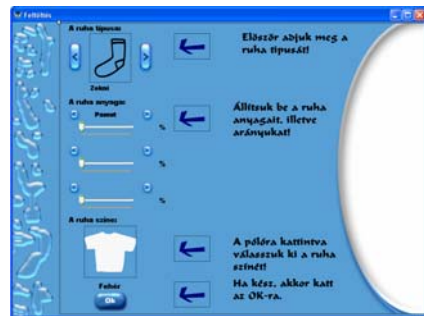 Feltöltés
A ruha típusa:
Zokni
Először adjuk meg a
ruha típusát!
A ruha anyaga:
Pamut
%
%
%
Állítsuk be a ruha
anyagait, illetve
arányukat!
A ruha színe:
Fehér
Ok
A pólóra kattintva
válasszuk ki a ruha
színét!
Ha kész, akkor katt
az OK-ra.